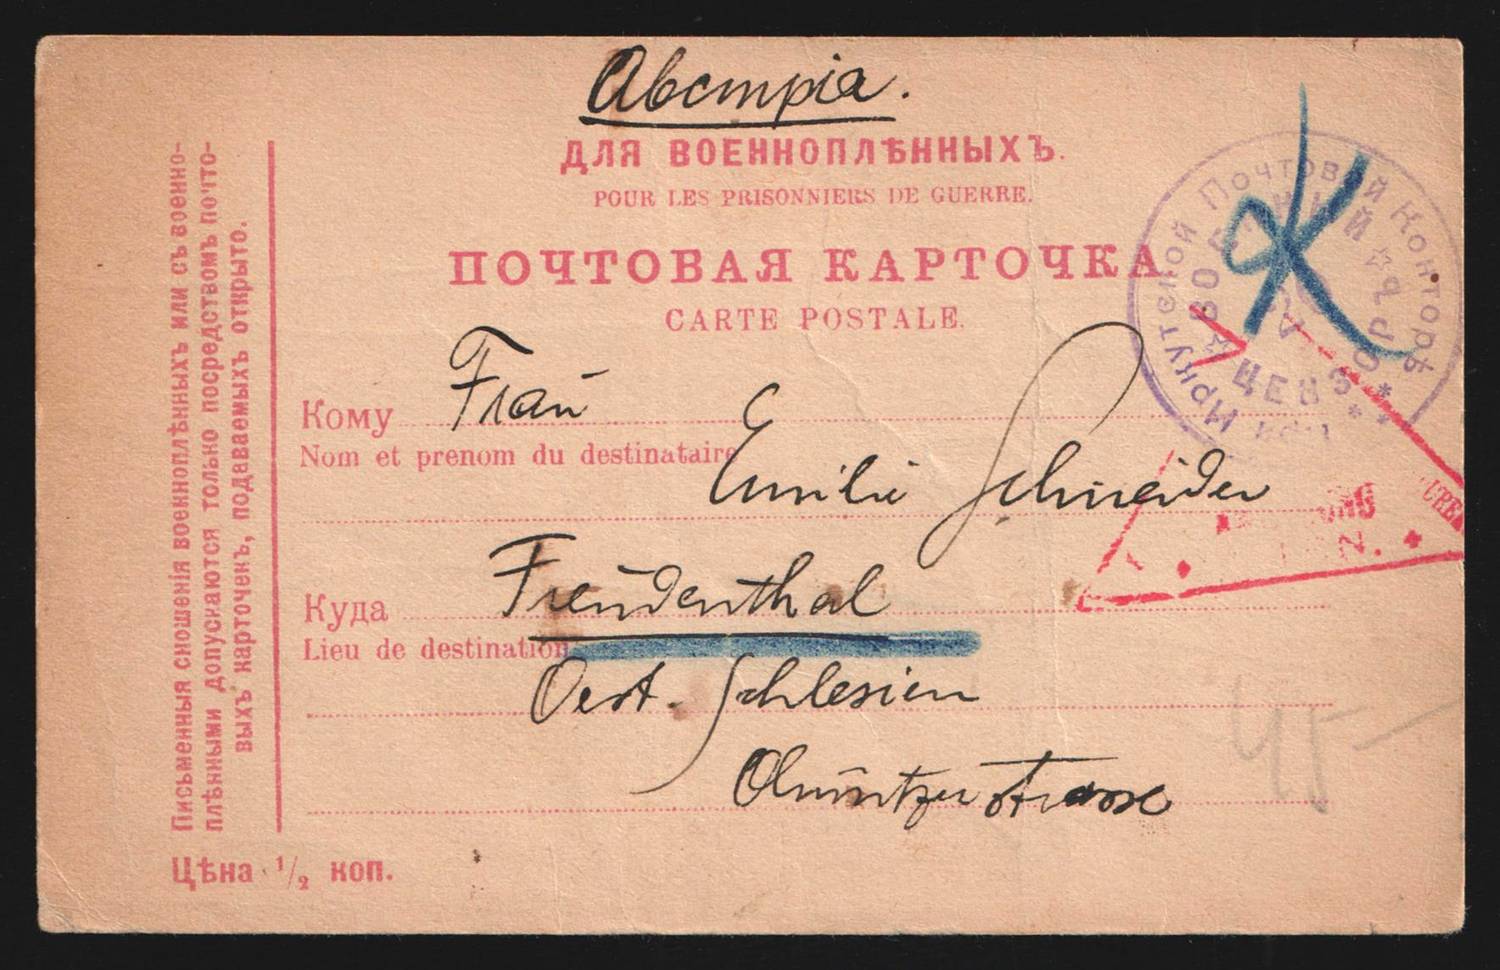 Австрія.
ДЛЯ ВОЕННОПЛѢННЫХЪ.
POUR LES PRISONNIERS DE GUERRE.
ПОЧТОВАЯ КАРТОЧКА
CARTE POSTALE.
Кому Frau
Nom et prenom du destinataire
Emilie Schneider
Куда Freudenthal
Lieu de destination
Oest. Schlesien
Olmützerstrasse
Письменныя сношенія военноплѣнныхъ или съ военно-
плѣнными допускаются только посредствомъ почто-
выхъ карточекъ, подаваемыхъ открыто.
Цѣна 1/2 коп.
Иркутской Почтовой Конторѣ
ВОЕННЫЙ
ЦЕНЗОРЪ
45-